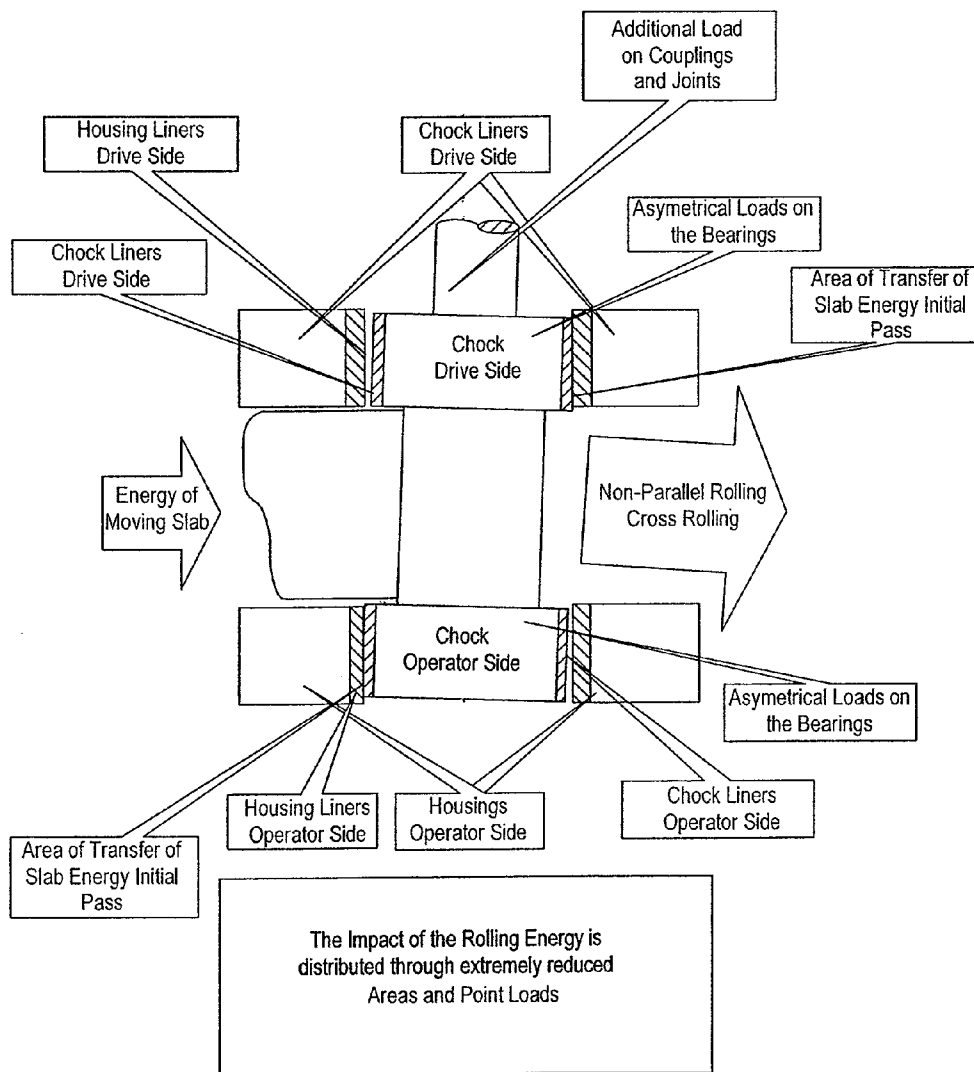 Additional Load
on Couplings
and Joints
Housing Liners
Drive Side
Chock Liners
Drive Side
Asymetrical Loads on
the Bearings
Chock Liners
Drive Side
Area of Transfer of
Slab Energy Initial
Pass
Chock
Drive Side
Energy of
Moving Slab
Non-Parallel Rolling
Cross Rolling
Chock
Operator Side
Asymetrical Loads on
the Bearings
Housing Liners
Operator Side
Housings
Operator Side
Chock Liners
Operator Side
Area of Transfer of
Slab Energy Initial
Pass
The Impact of the Rolling Energy is
distributed through extremely reduced
Areas and Point Loads